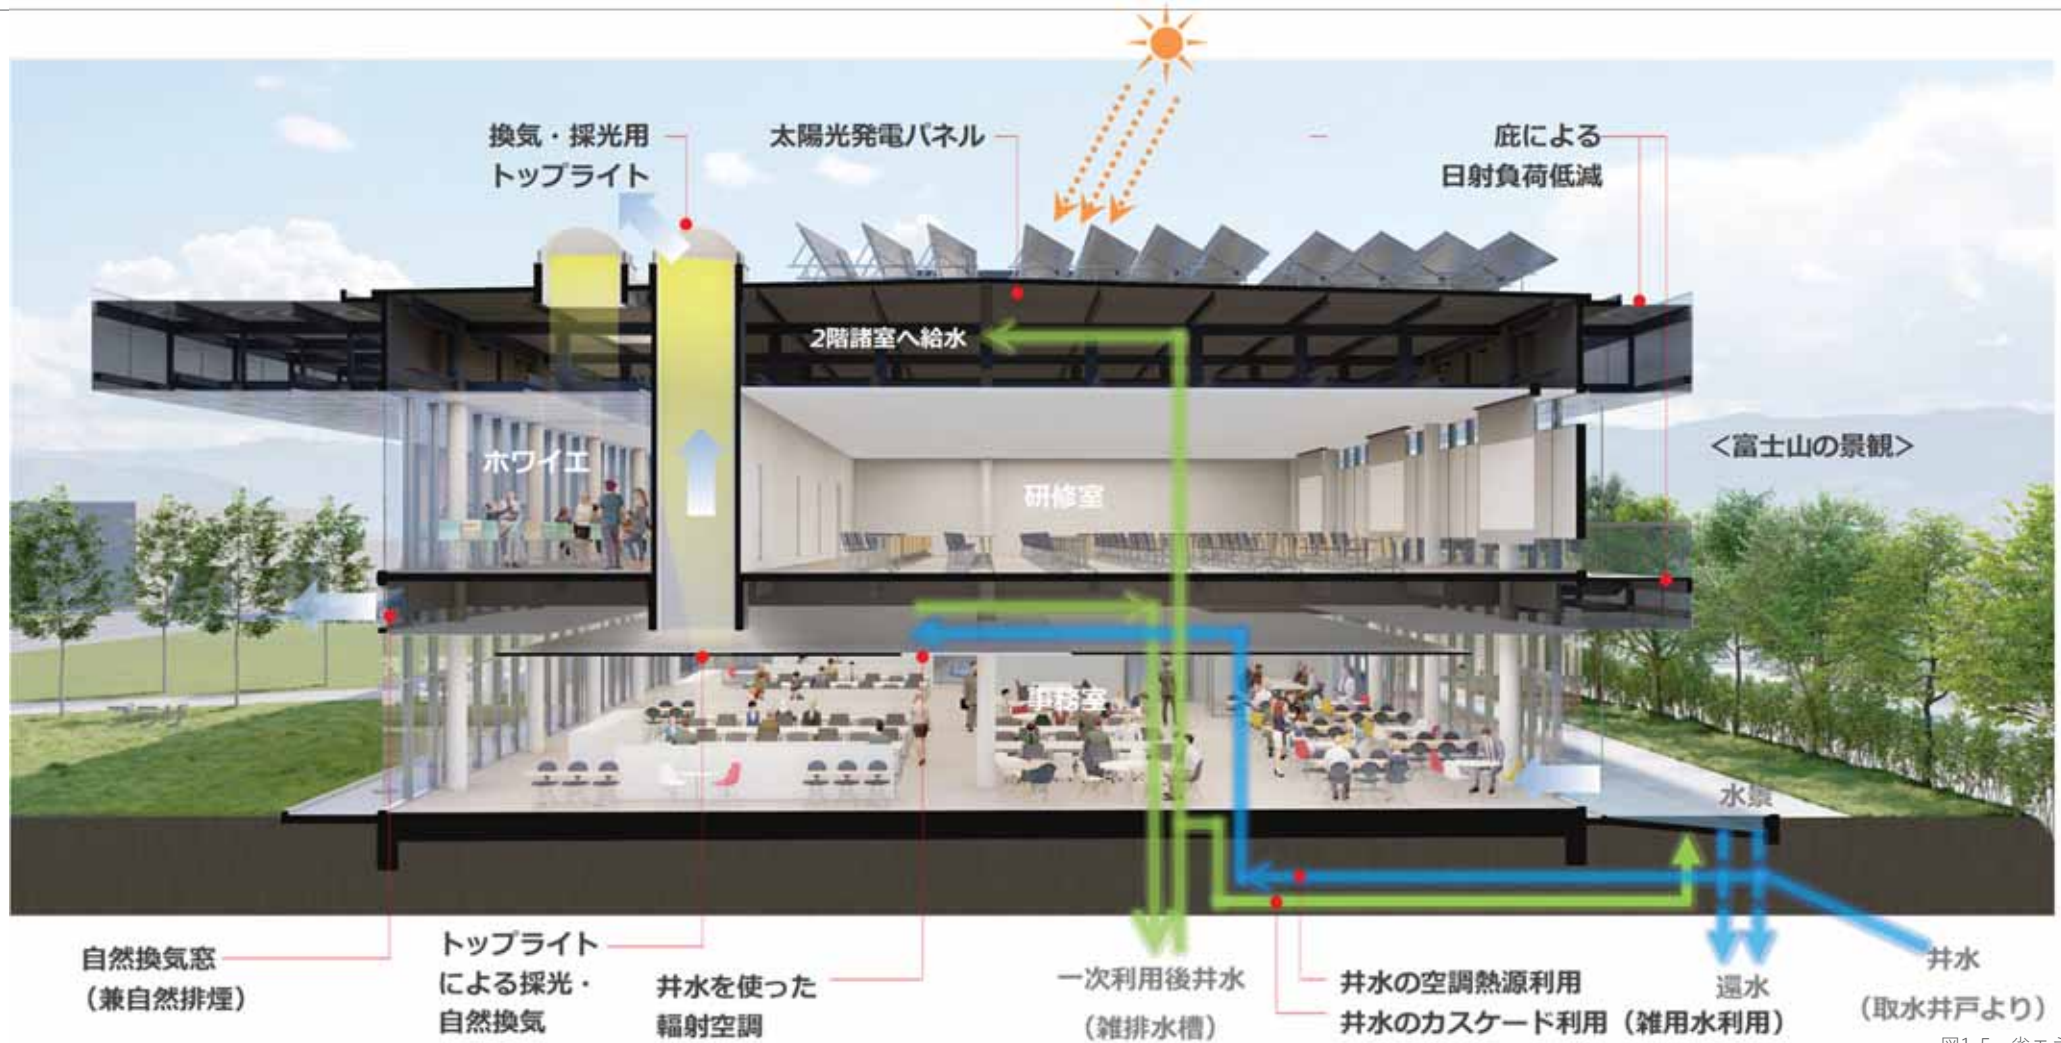 換気・採光用
トップライト
太陽光発電パネル
庇による
日射負荷低減
2階諸室へ給水
ホワイエ
研修室
<富士山の景観>
事務室
水景
自然換気窓
(兼自然排煙)
トップライト
による採光・
自然換気
井水を使った
輻射空調
一次利用後井水
(雑排水槽)
井水の空調熱源利用
井水のカスケード利用(雑用水利用)
還水
井水
(取水井戸より)